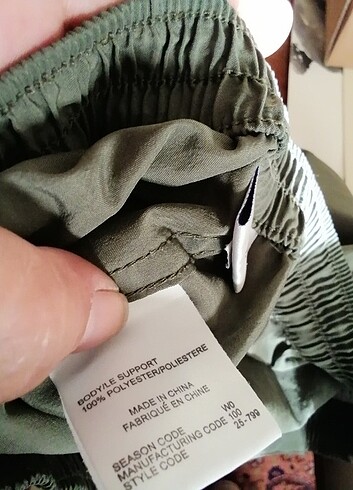 BODY/LE SUPPORT
100% POLYESTER/POLIESTERE
MADE IN CHINA
FABRIQUÉ EN CHINE
SEASON CODE WO
MANUFACTURING CODE 100
STYLE CODE 25-799